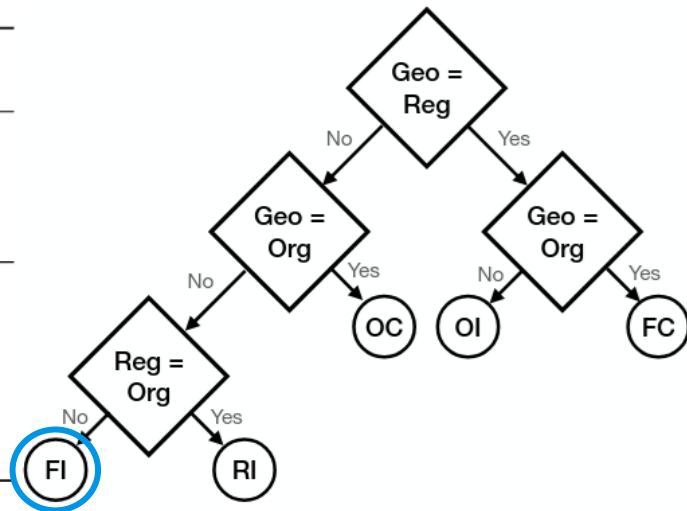 Geo =
Reg
No
Yes
Geo =
Org
Geo =
Org
No
Yes
No
Yes
OC
OI
FC
Reg =
Org
No
Yes
FI
RI